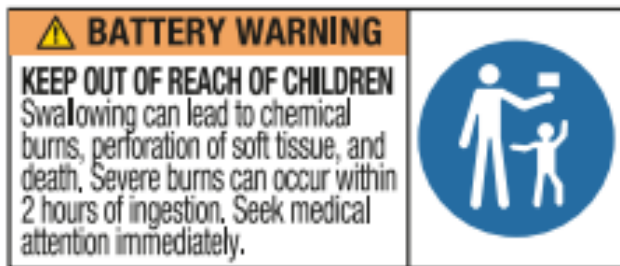 BATTERY WARNING
KEEP OUT OF REACH OF CHILDREN
Swallowing can lead to chemical
burns, perforation of soft tissue, and
death. Severe burns can occur within
2 hours of ingestion. Seek medical
attention immediately.